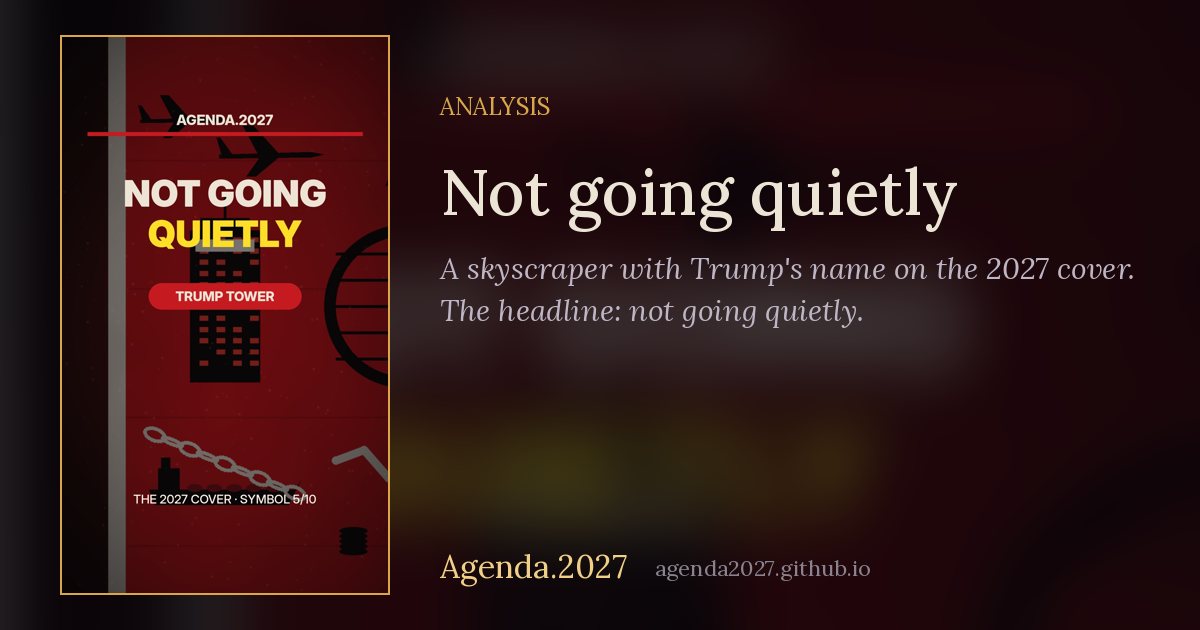 AGENDA.2027
NOT GOING
QUIETLY
TRUMP TOWER
THE 2027 COVER · SYMBOL 5/10
ANALYSIS
Not going quietly
A skyscraper with Trump's name on the 2027 cover.
The headline: not going quietly.
Agenda.2027 agenda2027.github.io